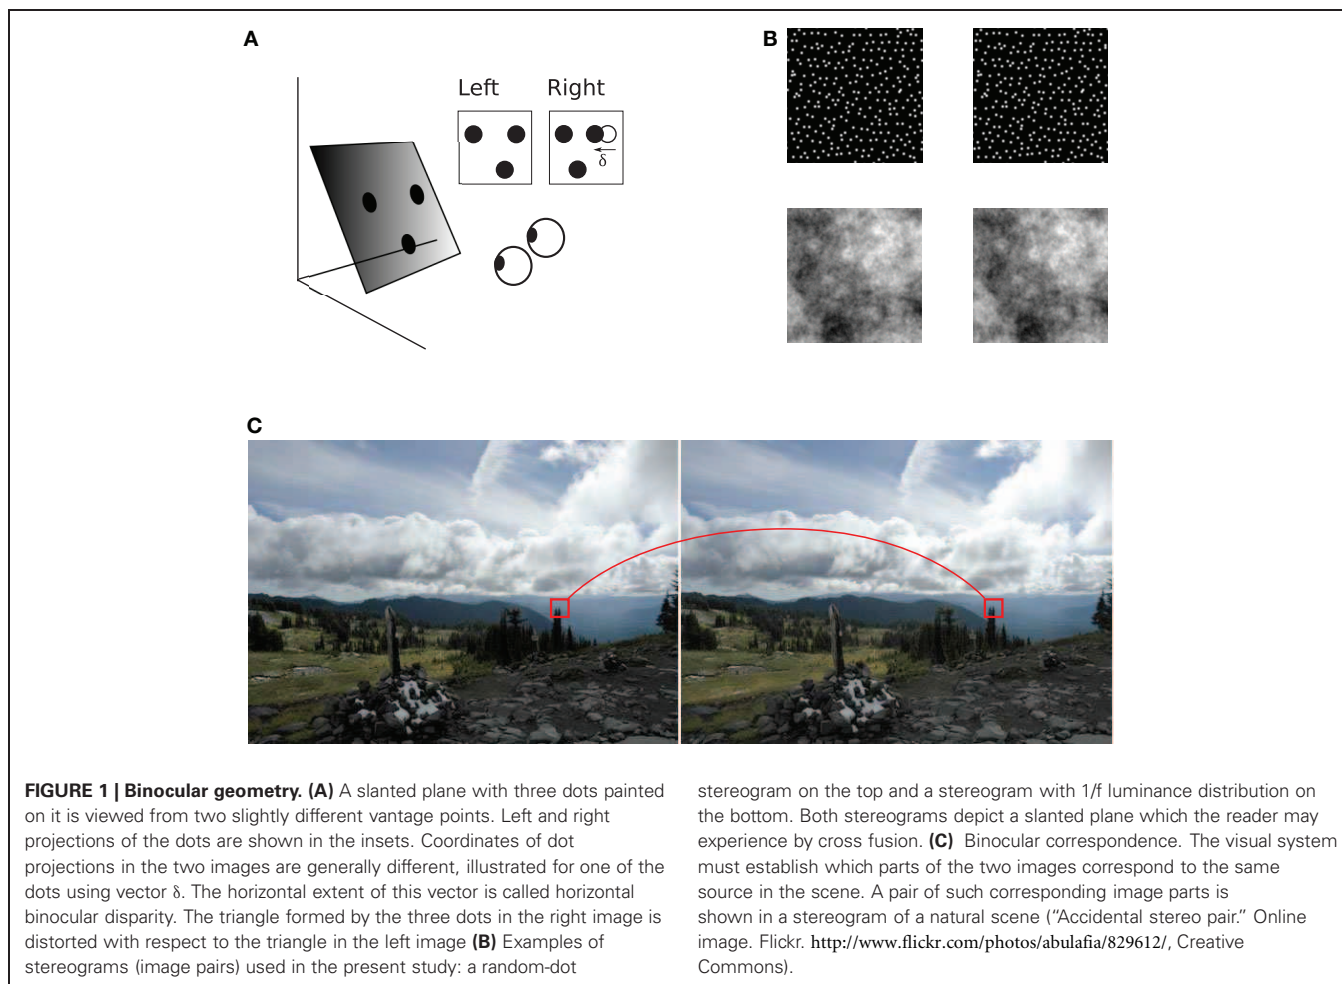 A
B
Left Right
δ
C
FIGURE 1 | Binocular geometry. (A) A slanted plane with three dots painted
on it is viewed from two slightly different vantage points. Left and right
projections of the dots are shown in the insets. Coordinates of dot
projections in the two images are generally different, illustrated for one of the
dots using vector δ. The horizontal extent of this vector is called horizontal
binocular disparity. The triangle formed by the three dots in the right image is
distorted with respect to the triangle in the left image (B) Examples of
stereograms (image pairs) used in the present study: a random-dot
stereogram on the top and a stereogram with 1/f luminance distribution on
the bottom. Both stereograms depict a slanted plane which the reader may
experience by cross fusion. (C) Binocular correspondence. The visual system
must establish which parts of the two images correspond to the same
source in the scene. A pair of such corresponding image parts is
shown in a stereogram of a natural scene (“Accidental stereo pair.” Online
image. Flickr. http://www.flickr.com/photos/abulafia/829612/, Creative
Commons).